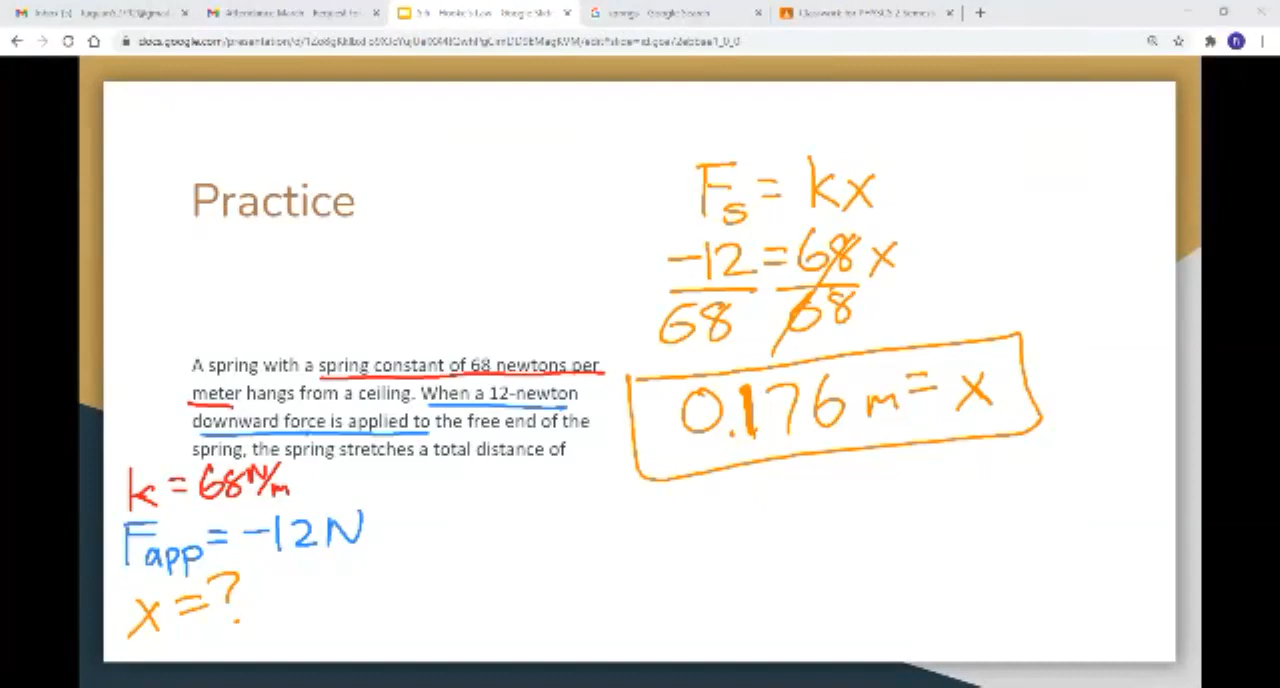 Practice
A spring with a spring constant of 68 newtons per
meter hangs from a ceiling. When a 12-newton
downward force is applied to the free end of the
spring, the spring stretches a total distance of
k = 68 N/m
Fapp = -12 N
x = ?
Fs = kx
-12 = 68 x
68 68
0.176 m = x